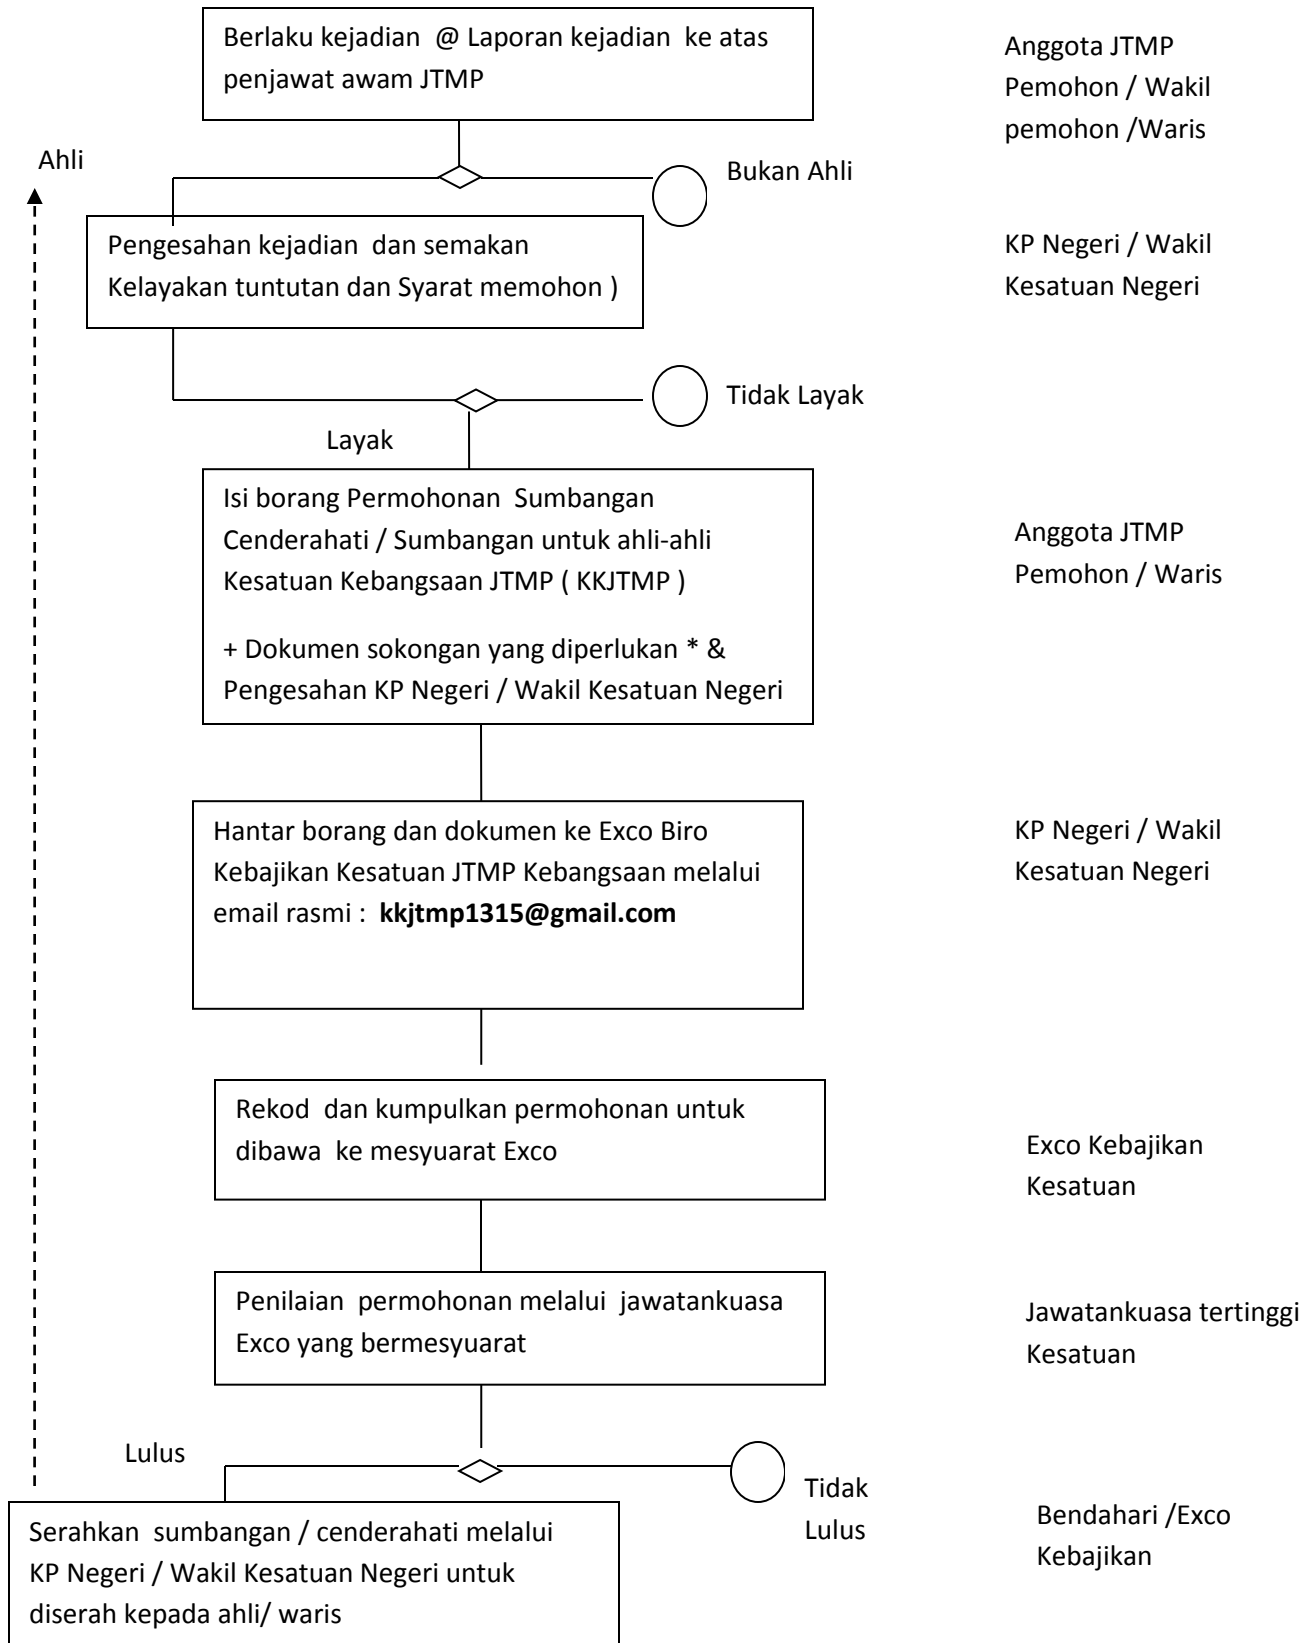 Berlaku kejadian @ Laporan kejadian ke atas
penjawat awam JTMP
Anggota JTMP
Pemohon / Wakil
pemohon /Waris
Ahli
Bukan Ahli
Pengesahan kejadian dan semakan
Kelayakan tuntutan dan Syarat memohon )
KP Negeri / Wakil
Kesatuan Negeri
Tidak Layak
Layak
Isi borang Permohonan Sumbangan
Cenderahati / Sumbangan untuk ahli-ahli
Kesatuan Kebangsaan JTMP ( KKJTMP )
+ Dokumen sokongan yang diperlukan * &
Pengesahan KP Negeri / Wakil Kesatuan Negeri
Anggota JTMP
Pemohon / Waris
Hantar borang dan dokumen ke Exco Biro
Kebajikan Kesatuan JTMP Kebangsaan melalui
email rasmi : kkjtmp1315@gmail.com
KP Negeri / Wakil
Kesatuan Negeri
Rekod dan kumpulkan permohonan untuk
dibawa ke mesyuarat Exco
Exco Kebajikan
Kesatuan
Penilaian permohonan melalui jawatankuasa
Exco yang bermesyuarat
Jawatankuasa tertinggi
Kesatuan
Lulus
Tidak
Lulus
Serahkan sumbangan / cenderahati melalui
KP Negeri / Wakil Kesatuan Negeri untuk
diserah kepada ahli/ waris
Bendahari /Exco
Kebajikan